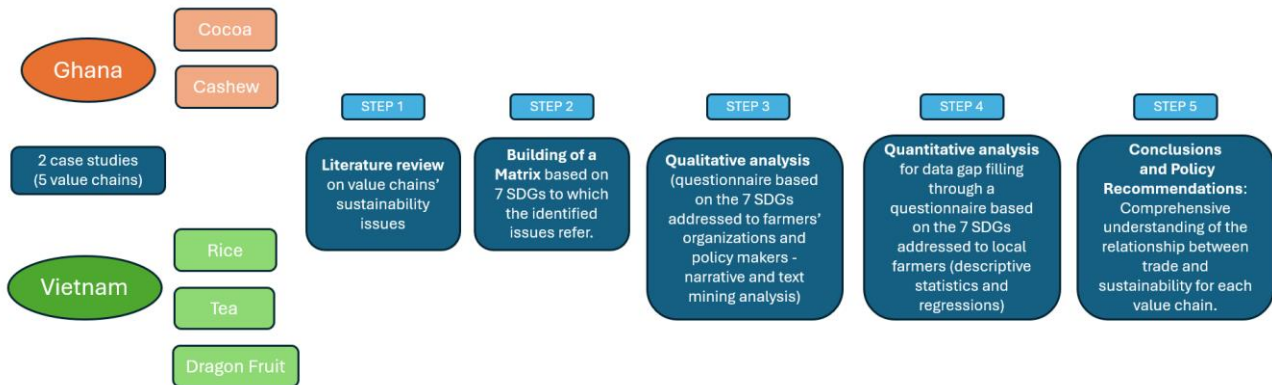 Ghana
Cocoa
Cashew
2 case studies
(5 value chains)
Vietnam
Rice
Tea
Dragon Fruit
STEP 1
Literature review
on value chains’
sustainability
issues
STEP 2
Building of a
Matrix based on
7 SDGs to which
the identified
issues refer.
STEP 3
Qualitative analysis
(questionnaire based
on the 7 SDGs
addressed to farmers’
organizations and
policy makers -
narrative and text
mining analysis)
STEP 4
Quantitative analysis
for data gap filling
through a
questionnaire based
on the 7 SDGs
addressed to local
farmers (descriptive
statistics and
regressions)
STEP 5
Conclusions
and Policy
Recommendations:
Comprehensive
understanding of the
relationship between
trade and
sustainability for each
value chain.